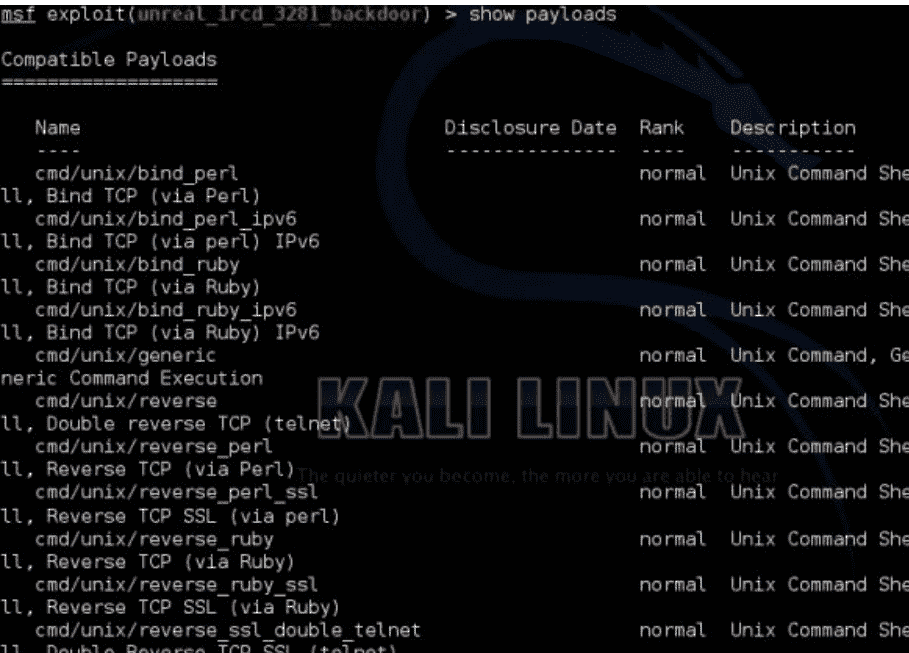 msf exploit(unreal_ircd_3281_backdoor) > show payloads
Compatible Payloads
===================
Name Disclosure Date Rank Description
---- --------------- ---- -----------
cmd/unix/bind_perl normal Unix Command She
ll, Bind TCP (via Perl)
cmd/unix/bind_perl_ipv6 normal Unix Command She
ll, Bind TCP (via perl) IPv6
cmd/unix/bind_ruby normal Unix Command She
ll, Bind TCP (via Ruby)
cmd/unix/bind_ruby_ipv6 normal Unix Command She
ll, Bind TCP (via Ruby) IPv6
cmd/unix/generic normal Unix Command, Ge
neric Command Execution
KALI LINUX
cmd/unix/reverse normal Unix Command She
ll, Double reverse TCP (telnet)
cmd/unix/reverse_perl normal Unix Command She
ll, Reverse TCP (via Perl)
The quieter you become, the more you are able to hear
cmd/unix/reverse_perl_ssl normal Unix Command She
ll, Reverse TCP SSL (via perl)
cmd/unix/reverse_ruby normal Unix Command She
ll, Reverse TCP (via Ruby)
cmd/unix/reverse_ruby_ssl normal Unix Command She
ll, Reverse TCP SSL (via Ruby)
cmd/unix/reverse_ssl_double_telnet normal Unix Command She
ll, Double Reverse TCP SSL (telnet)